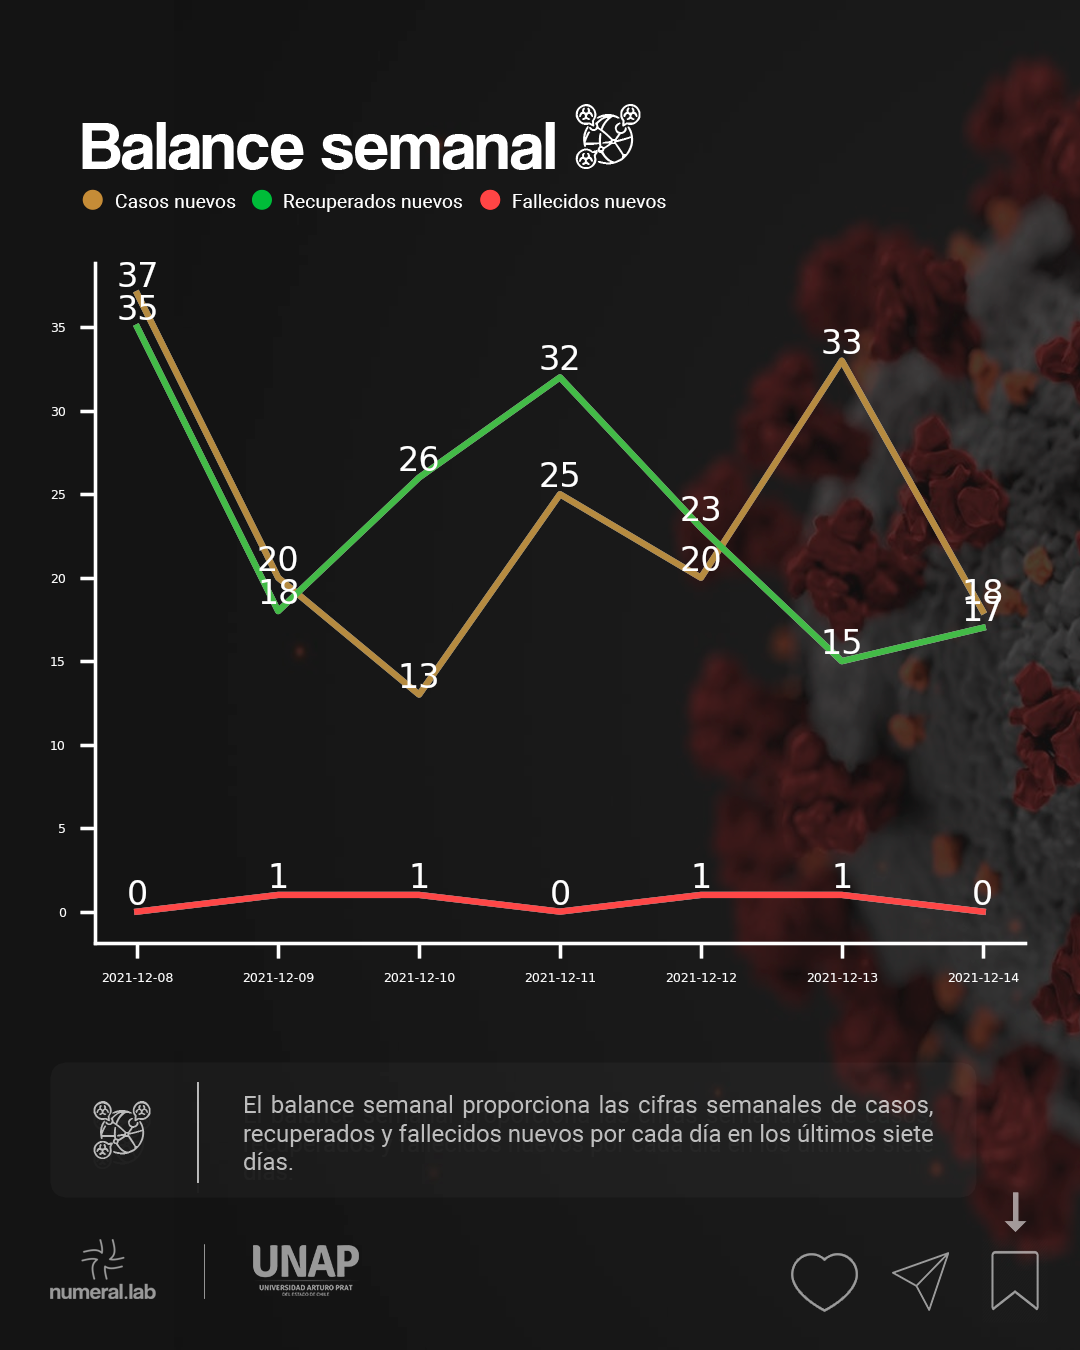 Balance semanal
Casos nuevos Recuperados nuevos Fallecidos nuevos
37
35
35
33
32
30
26
25
25
23
20
20
20
18
18
17
15
15
13
10
5
1 1 1 1
0 0 0
0
2021-12-08 2021-12-09 2021-12-10 2021-12-11 2021-12-12 2021-12-13 2021-12-14
El balance semanal proporciona las cifras semanales de casos,
recuperados y fallecidos nuevos por cada día en los últimos siete
días.
numeral.lab
UNAP
UNIVERSIDAD ARTURO PRAT
DEL ESTADO DE CHILE